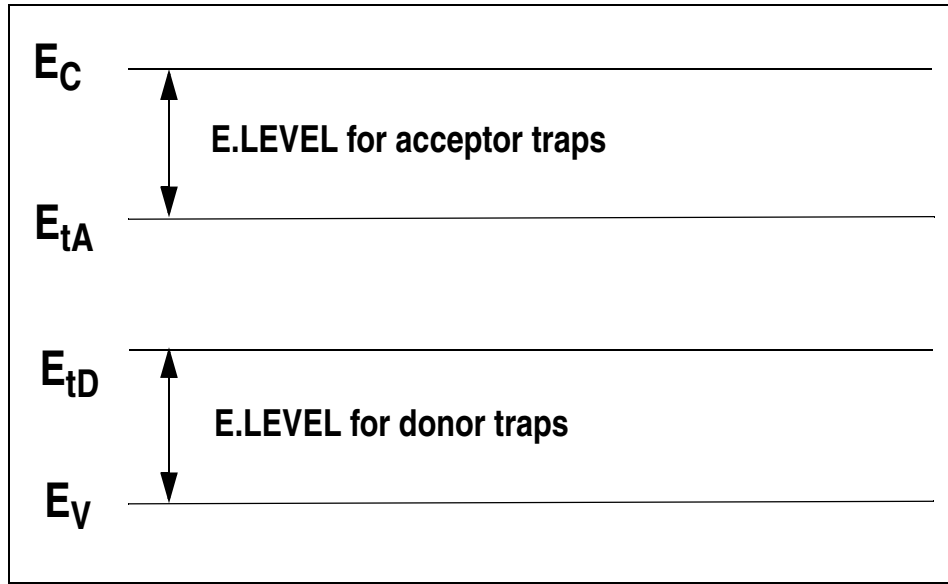 E_C
E.LEVEL for acceptor traps
E_tA
E_tD
E.LEVEL for donor traps
E_V